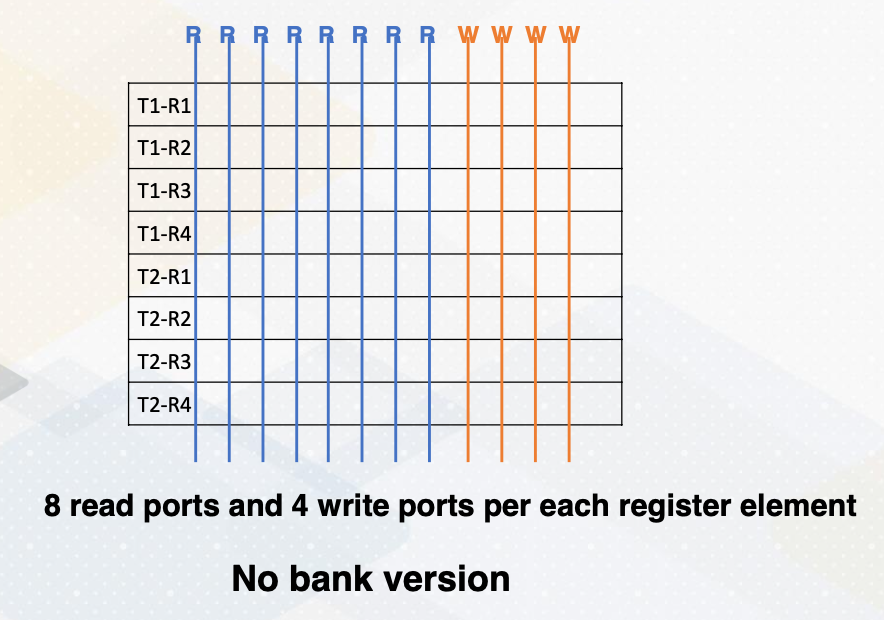 R R R R R R R R W W W W
T1-R1
T1-R2
T1-R3
T1-R4
T2-R1
T2-R2
T2-R3
T2-R4
8 read ports and 4 write ports per each register element
No bank version